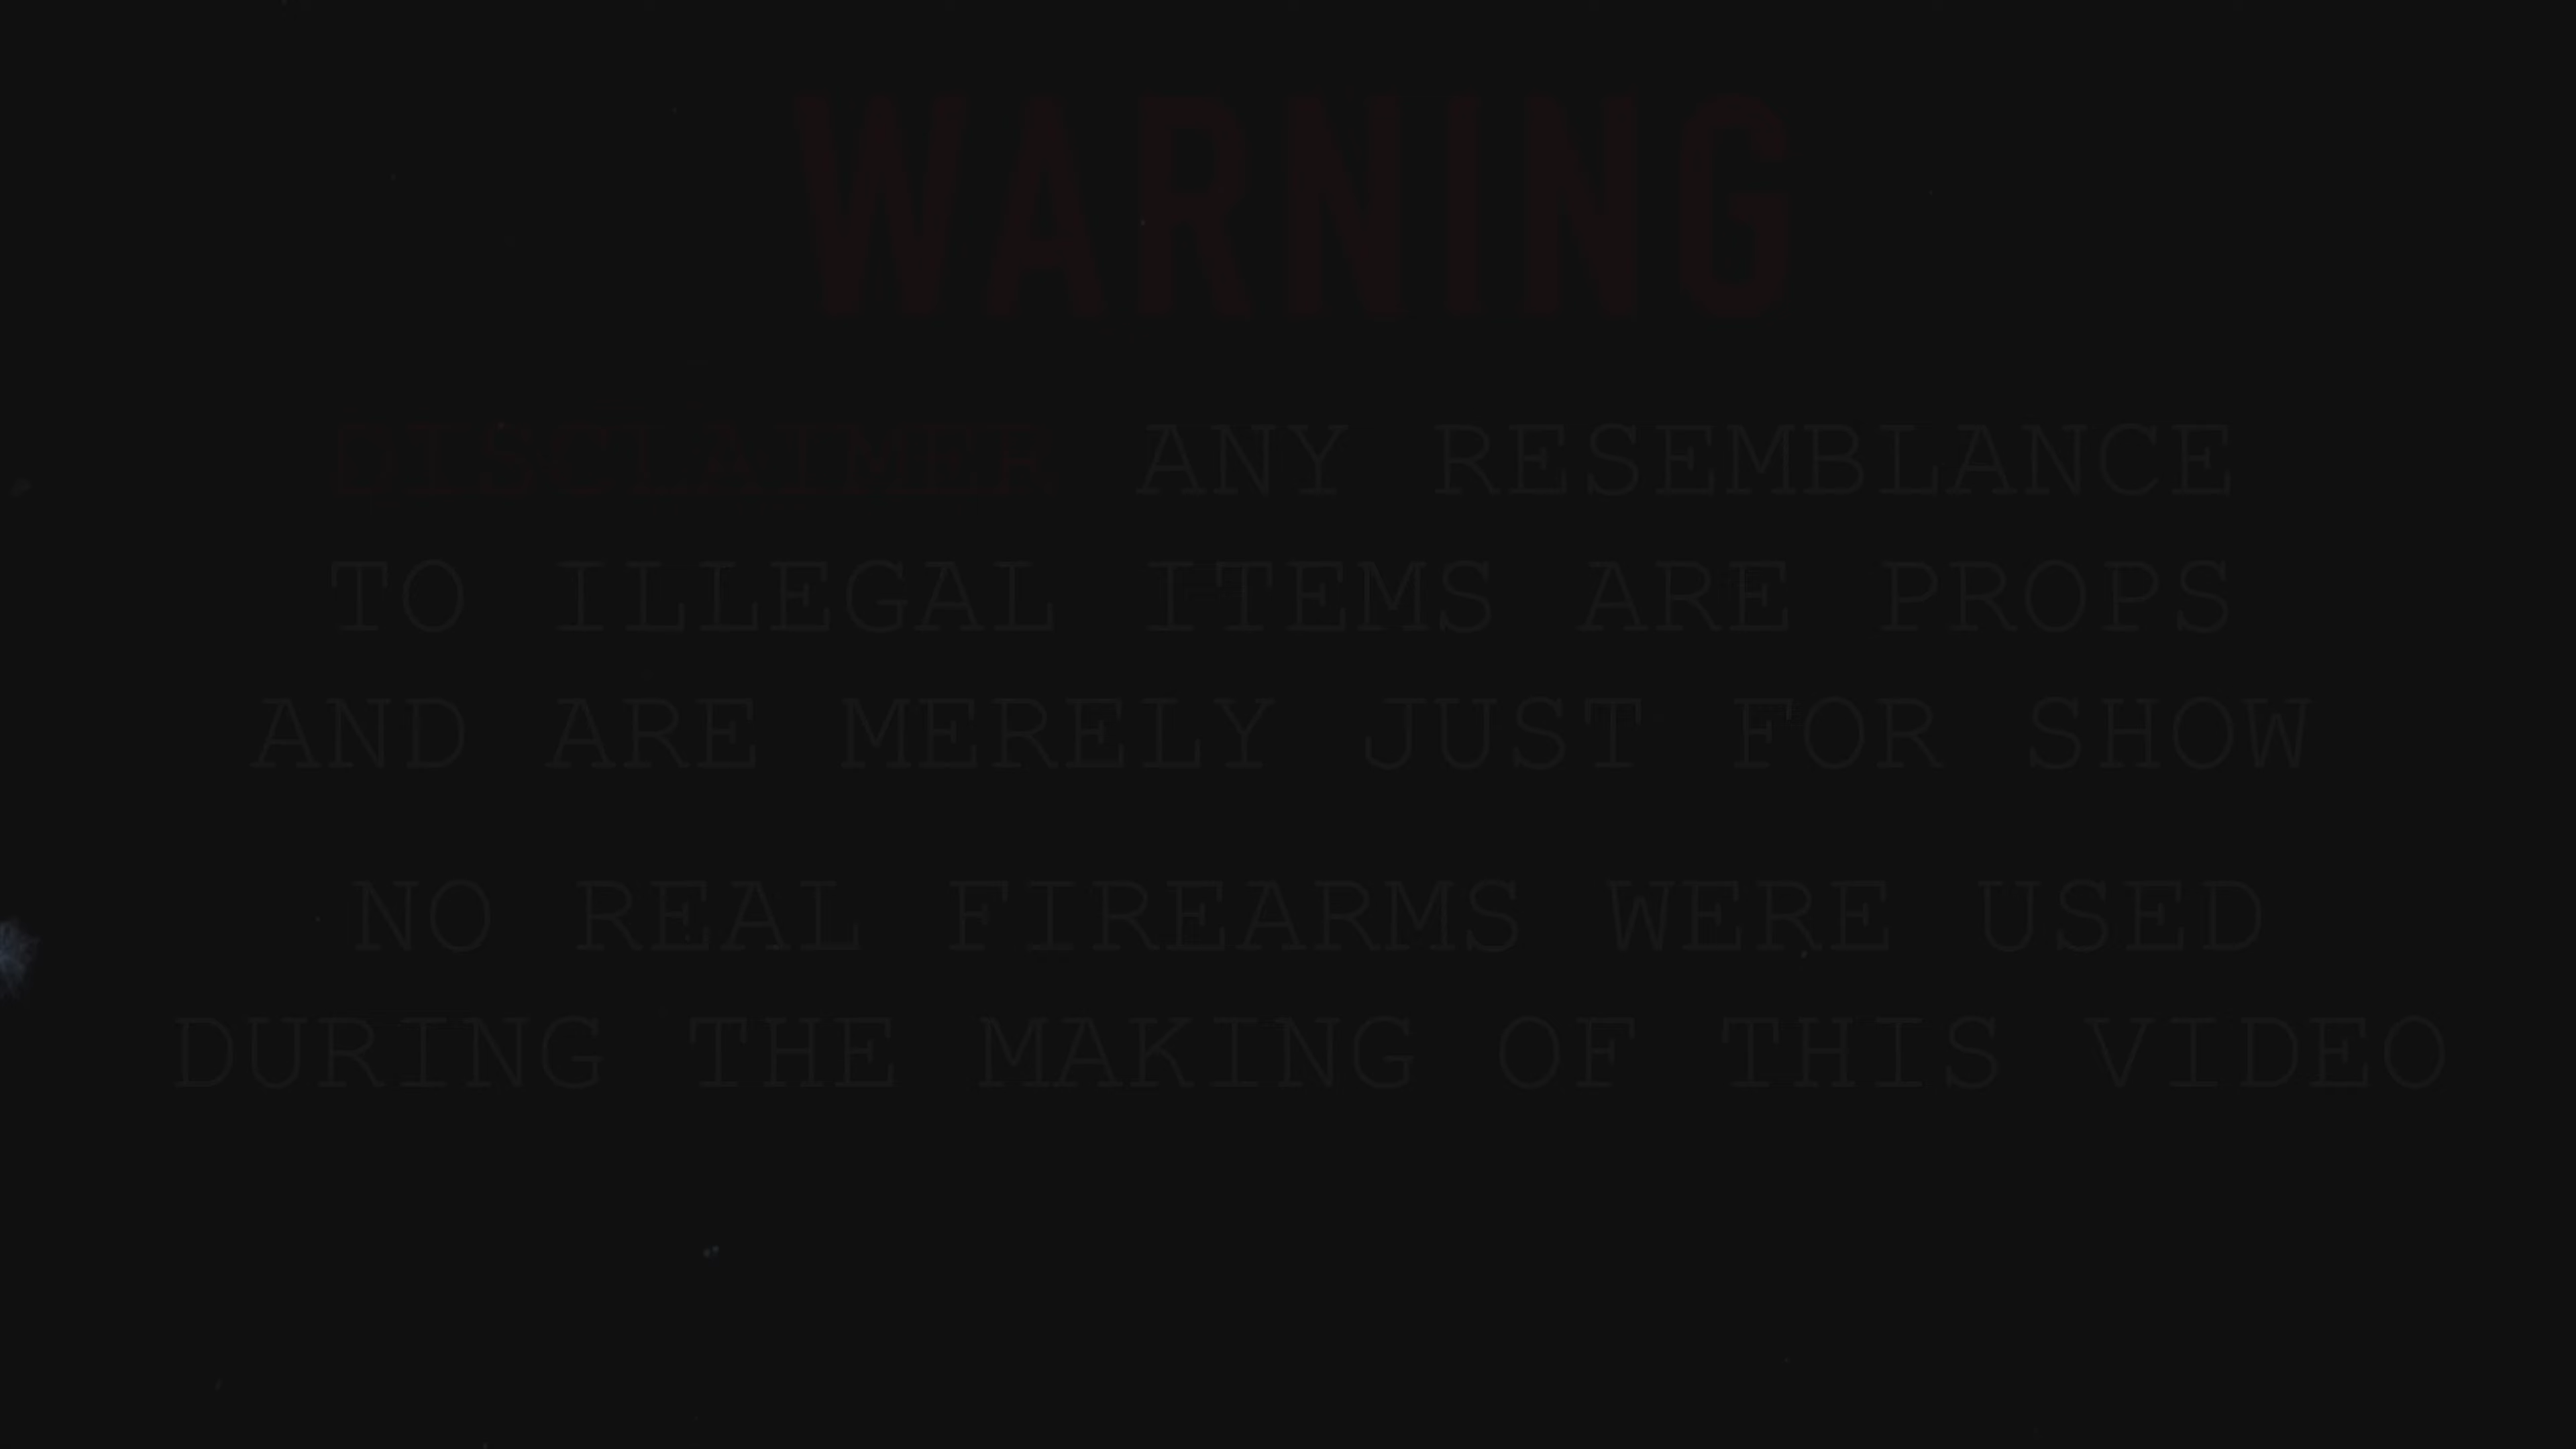 WARNING
DISCLAIMER ANY RESEMBLANCE
TO ILLEGAL ITEMS ARE PROPS
AND ARE MERELY JUST FOR SHOW
NO REAL FIREARMS WERE USED
DURING THE MAKING OF THIS VIDEO